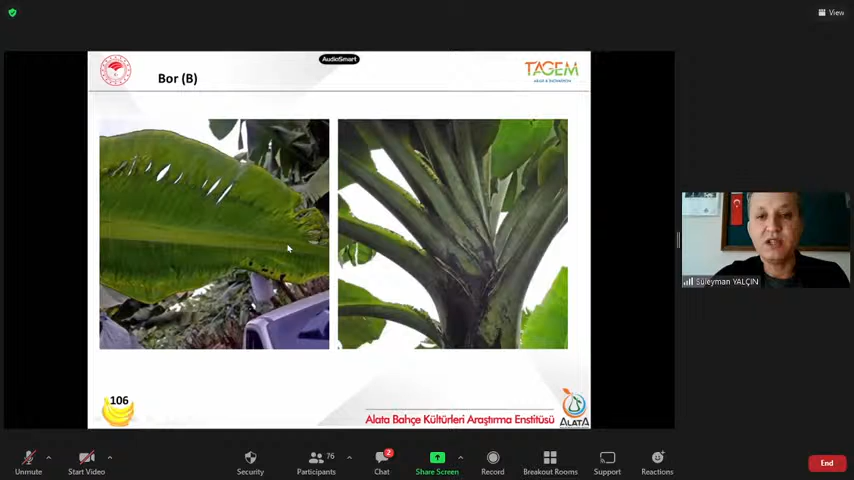 View
AudioSmart
Bor (B)
TAGEM
Süleyman YALÇIN
106
Alata Bahçe Kültürleri Araştırma Enstitüsü
ALATA
76
2
Unmute
Start Video
Security
Participants
Chat
Share Screen
Record
Breakout Rooms
Support
Reactions
End